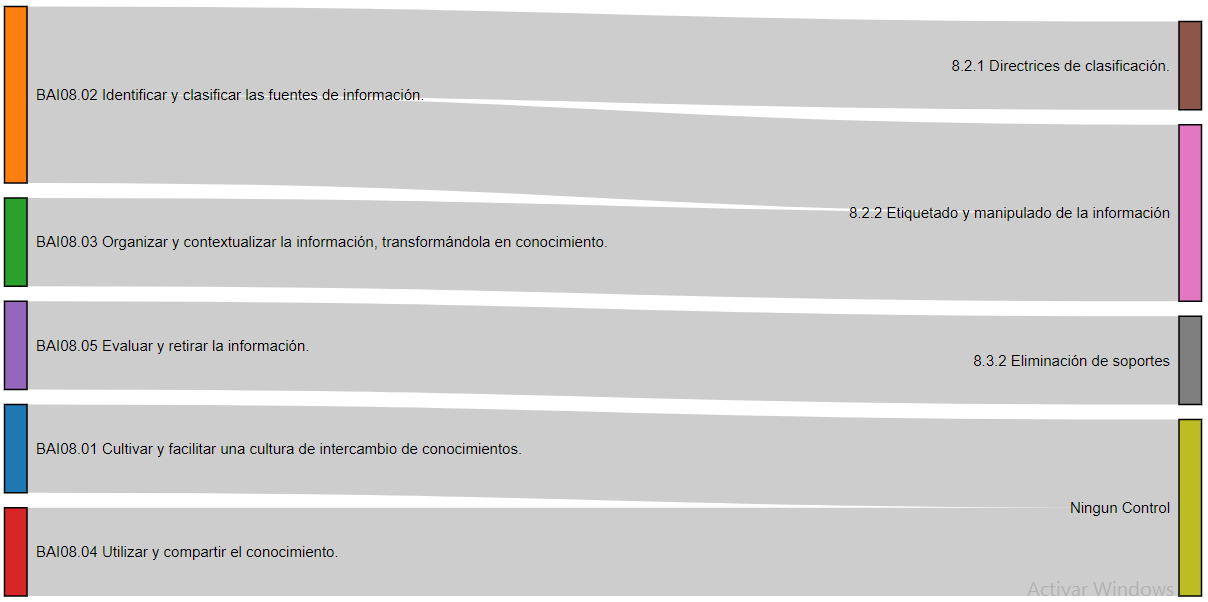 8.2.1 Directrices de clasificación.
BAI08.02 Identificar y clasificar las fuentes de información.
8.2.2 Etiquetado y manipulado de la información
BAI08.03 Organizar y contextualizar la información, transformándola en conocimiento.
BAI08.05 Evaluar y retirar la información.
8.3.2 Eliminación de soportes
BAI08.01 Cultivar y facilitar una cultura de intercambio de conocimientos.
Ningun Control
BAI08.04 Utilizar y compartir el conocimiento.
Activar Windows